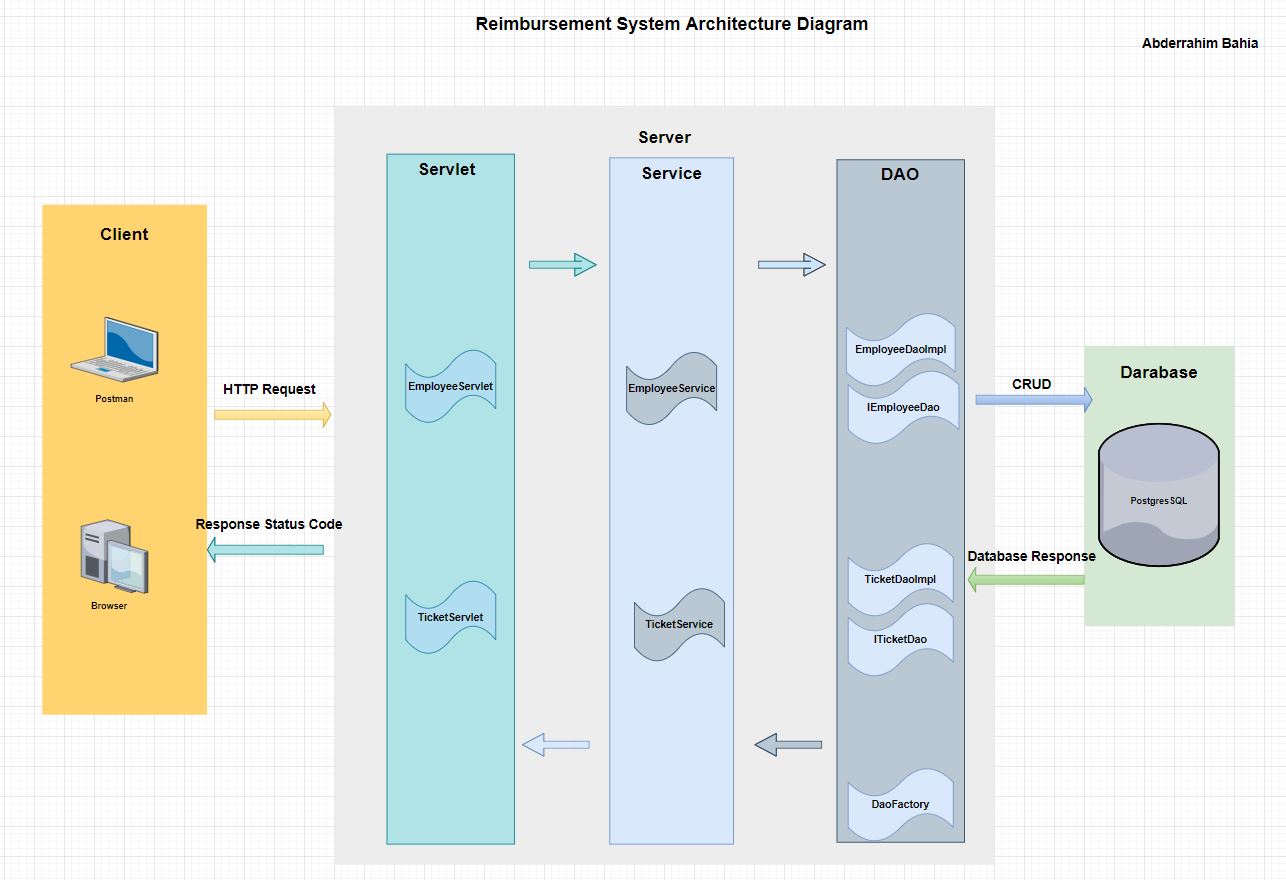 Reimbursement System Architecture Diagram
Abderrahim Bahia
Server
Servlet
Service
DAO
Client
Postman
HTTP Request
Response Status Code
Browser
EmployeeServlet
TicketServlet
EmployeeService
TicketService
EmployeeDaoImpl
IEmployeeDao
TicketDaoImpl
ITicketDao
DaoFactory
CRUD
Database Response
Darabase
PostgresSQL